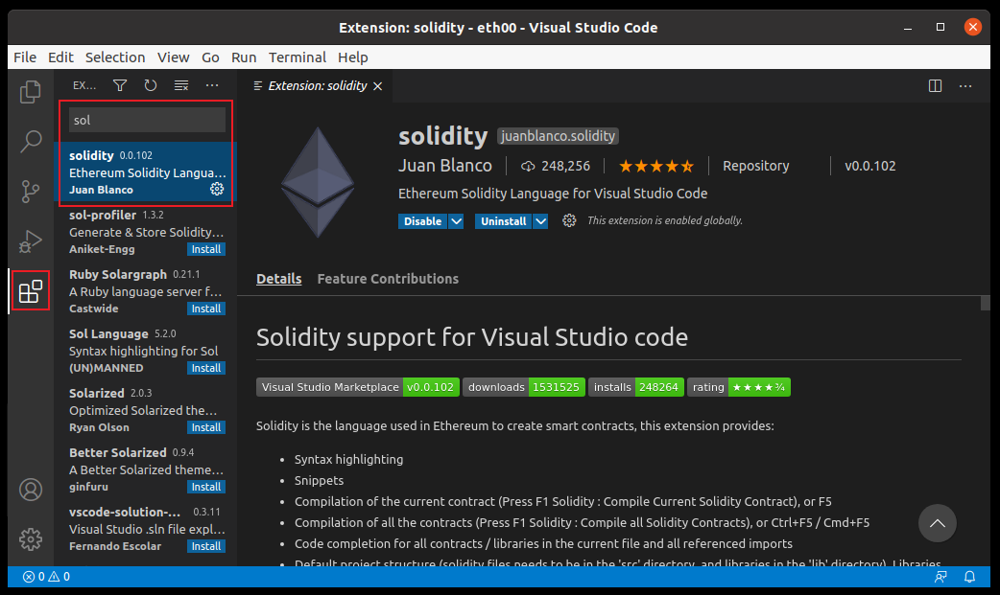 Extension: solidity - eth00 - Visual Studio Code
File Edit Selection View Go Run Terminal Help
EX...
sol
solidity 0.0.102
Ethereum Solidity Langua...
Juan Blanco
sol-profiler 1.3.2
Generate & Store Solidity...
Aniket-Engg Install
Ruby Solargraph 0.21.1
A Ruby language server f...
Castwide Install
Sol Language 5.2.0
Syntax highlighting for Sol
(UN)MANNED Install
Solarized 2.0.3
Optimized Solarized the...
Ryan Olson Install
Better Solarized 0.9.4
A Better Solarized theme...
ginfuru Install
vscode-solution-... 0.3.11
Visual Studio .sln file expl...
Fernando Escolar Install
Extension: solidity
solidity juanblanco.solidity
Juan Blanco 248,256 Repository v0.0.102
Ethereum Solidity Language for Visual Studio Code
Disable Uninstall This extension is enabled globally.
Details Feature Contributions
Solidity support for Visual Studio code
Visual Studio Marketplace v0.0.102 downloads 1531525 installs 248264 rating ★★★★¾
Solidity is the language used in Ethereum to create smart contracts, this extension provides:
• Syntax highlighting
• Snippets
• Compilation of the current contract (Press F1 Solidity : Compile Current Solidity Contract), or F5
• Compilation of all the contracts (Press F1 Solidity : Compile all Solidity Contracts), or Ctrl+F5 / Cmd+F5
• Code completion for all contracts / libraries in the current file and all referenced imports
• Default project structure (solidity files needs to be in the 'src' directory, and libraries in the 'lib' directory). Libraries
0 0